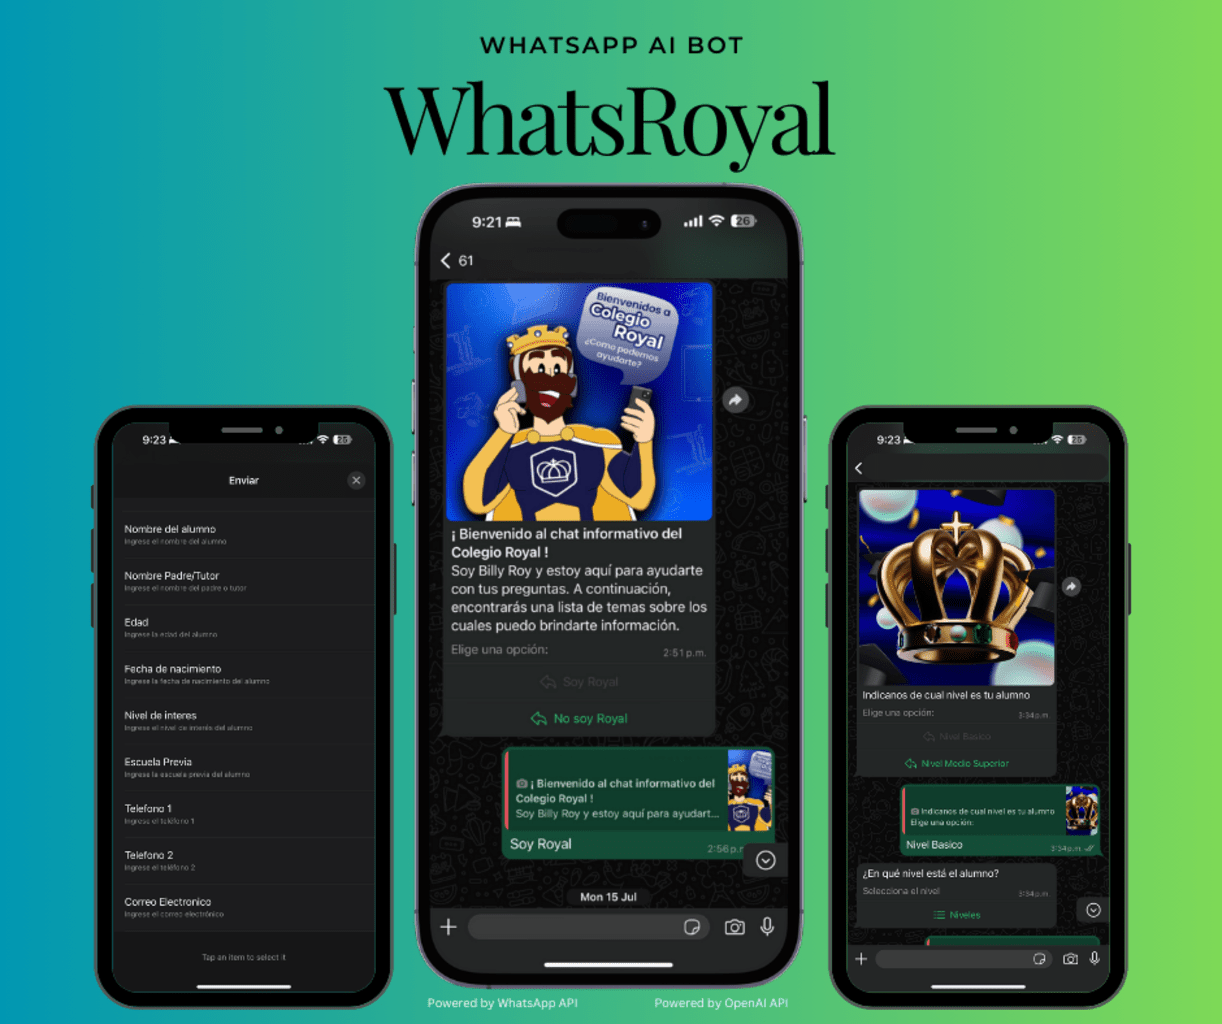 WHATSAPP AI BOT
WhatsRoyal
9:23
25
Enviar
Nombre del alumno
Ingrese el nombre del alumno
Nombre Padre/Tutor
Ingrese el nombre del padre o tutor
Edad
Ingrese la edad del alumno
Fecha de nacimiento
Ingrese la fecha de nacimiento del alumno
Nivel de interes
Ingrese el nivel de interés del alumno
Escuela Previa
Ingrese la escuela previa del alumno
Telefono 1
Ingrese el teléfono 1
Telefono 2
Ingrese el teléfono 2
Correo Electronico
Ingrese el correo electrónico
Tap an item to select it
9:21
26
61
Bienvenidos a
Colegio
Royal
¿Como podemos
ayudarte?
¡ Bienvenido al chat informativo del
Colegio Royal !
Soy Billy Roy y estoy aquí para ayudarte
con tus preguntas. A continuación,
encontrarás una lista de temas sobre los
cuales puedo brindarte información.
Elige una opción:
2:51 p.m.
Soy Royal
No soy Royal
¡ Bienvenido al chat informativo del
Colegio Royal !
Soy Billy Roy y estoy aquí para ayudart...
Soy Royal
2:56 p.
Mon 15 Jul
Powered by WhatsApp API
Powered by OpenAI API
9:23
25
Indicanos de cual nivel es tu alumno
Elige una opción:
3:34 p.m.
Nivel Basico
Nivel Medio Superior
Indicanos de cual nivel es tu alumno
Elige una opción:
Nivel Basico
3:34 p.m.
¿En qué nivel está el alumno?
Selecciona el nivel
3:34 p.m.
Niveles